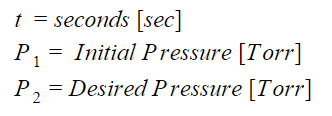 t = seconds [sec]
P₁ = Initial Pressure [Torr]
P₂ = Desired Pressure [Torr]